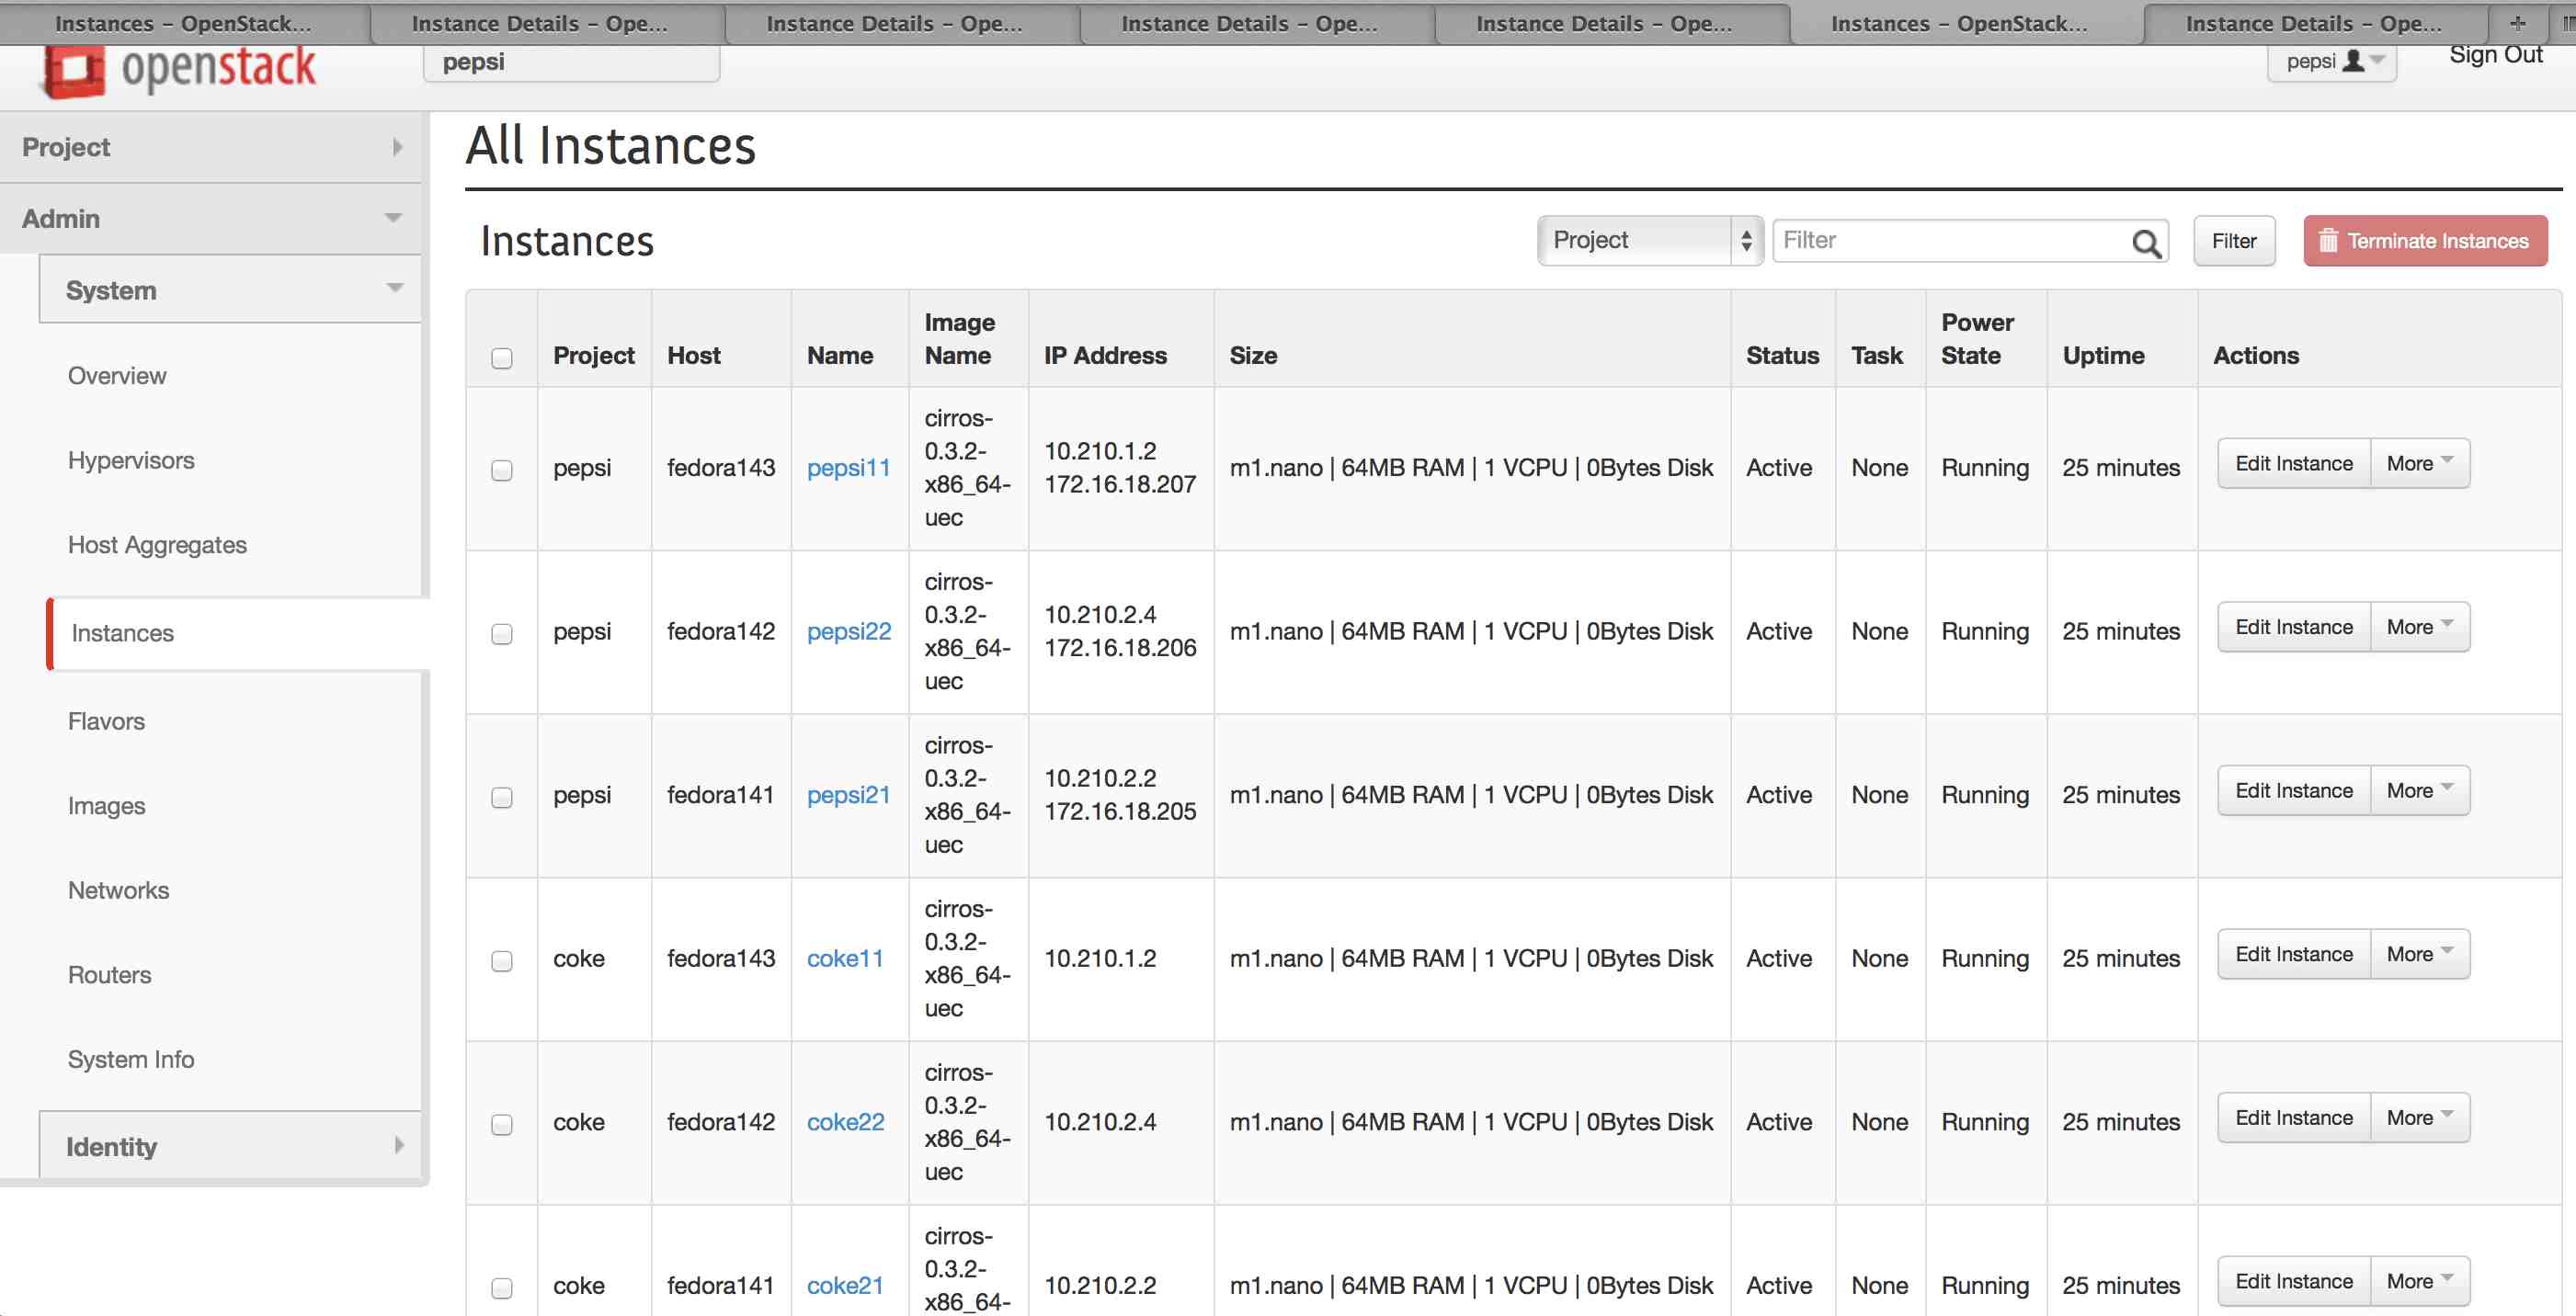 Instances – OpenStack...
Instance Details – Ope...
Instance Details – Ope...
Instance Details – Ope...
Instance Details – Ope...
Instances – OpenStack...
Instance Details – Ope...
+
openstack
pepsi
pepsi
Sign Out
Project
Admin
System
Overview
Hypervisors
Host Aggregates
Instances
Flavors
Images
Networks
Routers
System Info
Identity
All Instances
Instances
Project
Filter
Filter
Terminate Instances
Project
Host
Name
Image
Name
IP Address
Size
Status
Task
Power
State
Uptime
Actions
pepsi
fedora143
pepsi11
cirros-
0.3.2-
x86_64-
uec
10.210.1.2
172.16.18.207
m1.nano | 64MB RAM | 1 VCPU | 0Bytes Disk
Active
None
Running
25 minutes
Edit Instance
More
pepsi
fedora142
pepsi22
cirros-
0.3.2-
x86_64-
uec
10.210.2.4
172.16.18.206
m1.nano | 64MB RAM | 1 VCPU | 0Bytes Disk
Active
None
Running
25 minutes
Edit Instance
More
pepsi
fedora141
pepsi21
cirros-
0.3.2-
x86_64-
uec
10.210.2.2
172.16.18.205
m1.nano | 64MB RAM | 1 VCPU | 0Bytes Disk
Active
None
Running
25 minutes
Edit Instance
More
coke
fedora143
coke11
cirros-
0.3.2-
x86_64-
uec
10.210.1.2
m1.nano | 64MB RAM | 1 VCPU | 0Bytes Disk
Active
None
Running
25 minutes
Edit Instance
More
coke
fedora142
coke22
cirros-
0.3.2-
x86_64-
uec
10.210.2.4
m1.nano | 64MB RAM | 1 VCPU | 0Bytes Disk
Active
None
Running
25 minutes
Edit Instance
More
coke
fedora141
coke21
cirros-
0.3.2-
x86_64-
10.210.2.2
m1.nano | 64MB RAM | 1 VCPU | 0Bytes Disk
Active
None
Running
25 minutes
Edit Instance
More